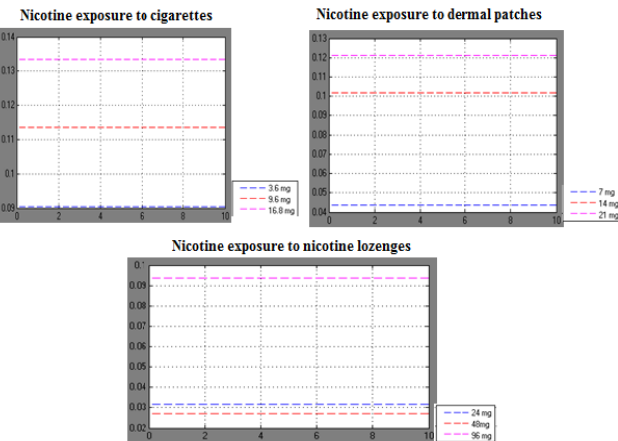 Nicotine exposure to cigarettes
0.14
0.13
0.12
0.11
0.1
0.09
0 2 4 6 8 10
3.6 mg
9.6 mg
16.8 mg
Nicotine exposure to dermal patches
0.13
0.12
0.11
0.1
0.09
0.08
0.07
0.06
0.05
0.04
0 2 4 6 8 10
7 mg
14 mg
21 mg
Nicotine exposure to nicotine lozenges
0.1
0.09
0.08
0.07
0.06
0.05
0.04
0.03
0.02
0 2 4 6 8 10
24 mg
48mg
96 mg